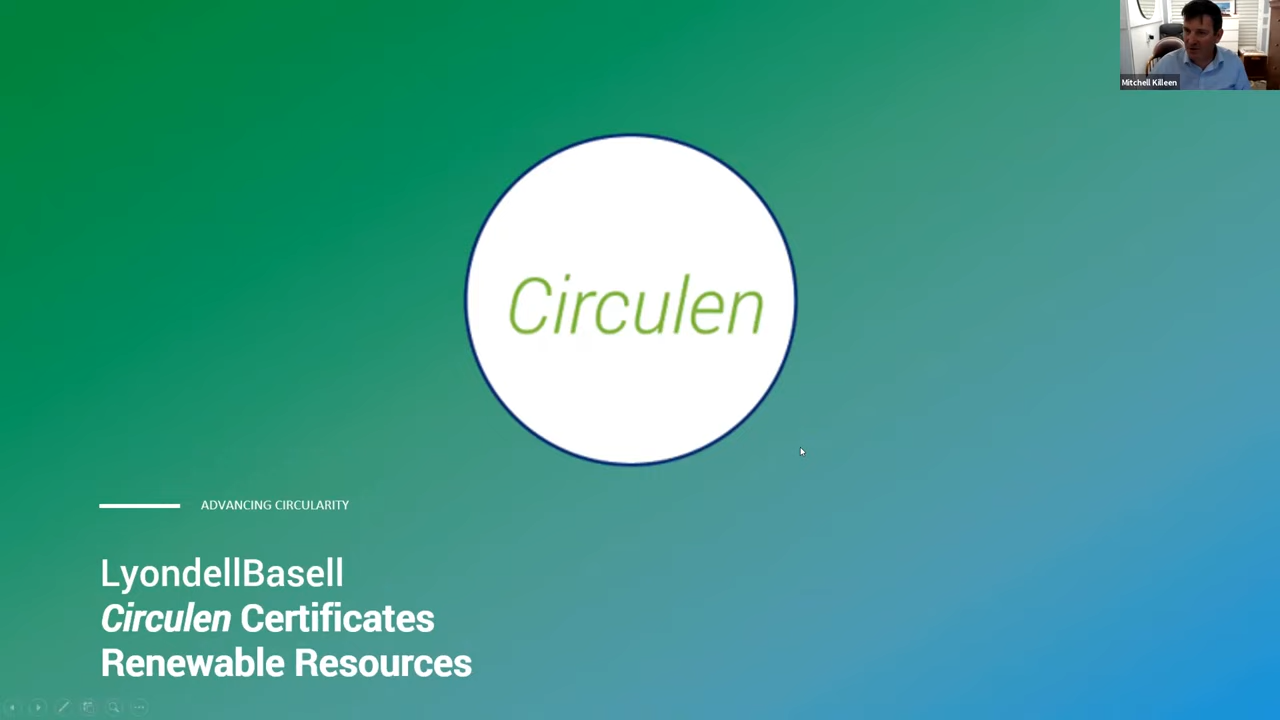 Mitchell Killeen
Circulen
ADVANCING CIRCULARITY
LyondellBasell
Circulen Certificates
Renewable Resources